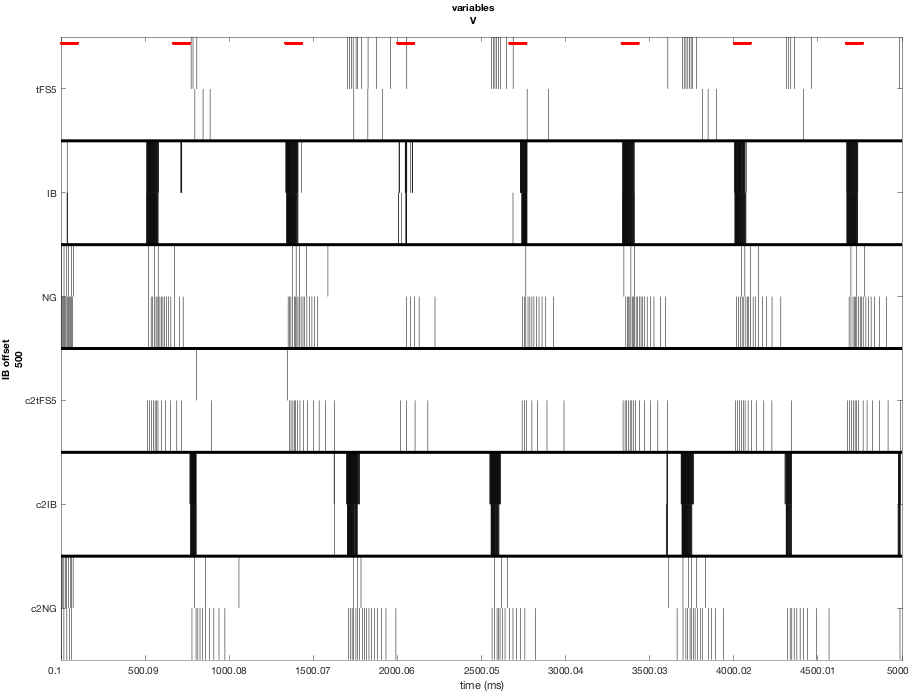 variables
V
tFS5
IB
NG
IB offset
500
c2tFS5
c2IB
c2NG
0.1 500.09 1000.08 1500.07 2000.06 2500.05 3000.04 3500.03 4000.02 4500.01 5000
time (ms)